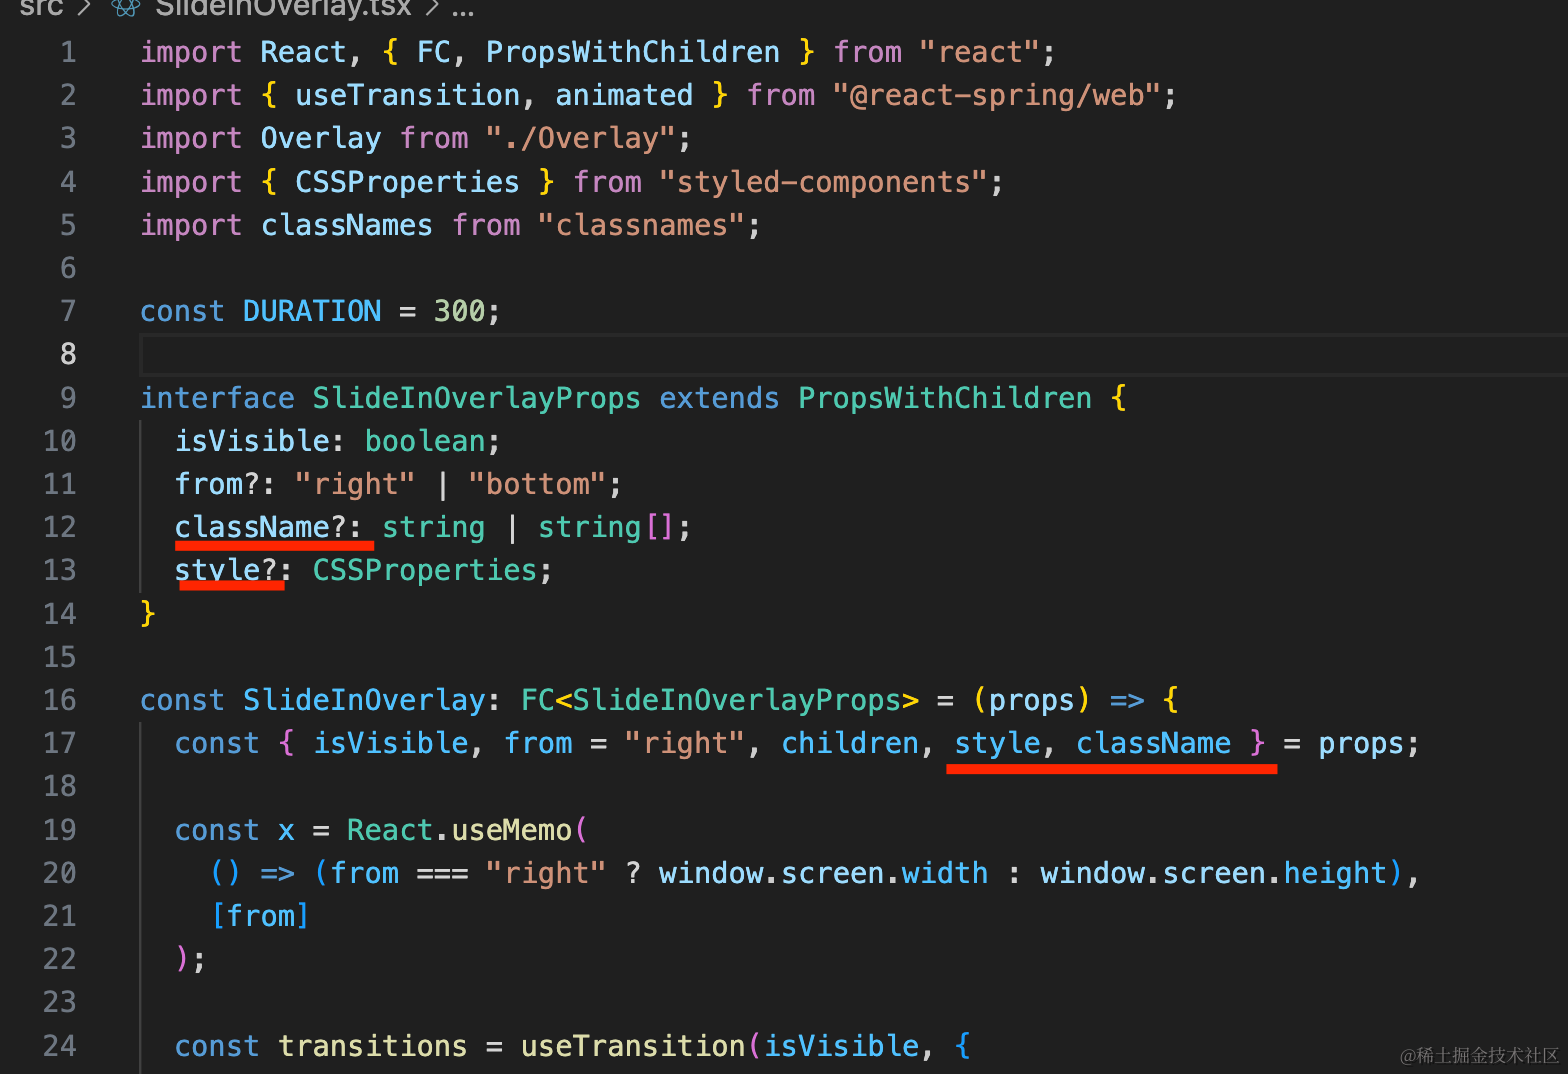 src > SlideInOverlay.tsx > ...
1 import React, { FC, PropsWithChildren } from "react";
2 import { useTransition, animated } from "@react-spring/web";
3 import Overlay from "./Overlay";
4 import { CSSProperties } from "styled-components";
5 import classNames from "classnames";
6
7 const DURATION = 300;
8
9 interface SlideInOverlayProps extends PropsWithChildren {
10 isVisible: boolean;
11 from?: "right" | "bottom";
12 className?: string | string[];
13 style?: CSSProperties;
14 }
15
16 const SlideInOverlay: FC<SlideInOverlayProps> = (props) => {
17 const { isVisible, from = "right", children, style, className } = props;
18
19 const x = React.useMemo(
20 () => (from === "right" ? window.screen.width : window.screen.height),
21 [from]
22 );
23
24 const transitions = useTransition(isVisible, {
@稀土掘金技术社区